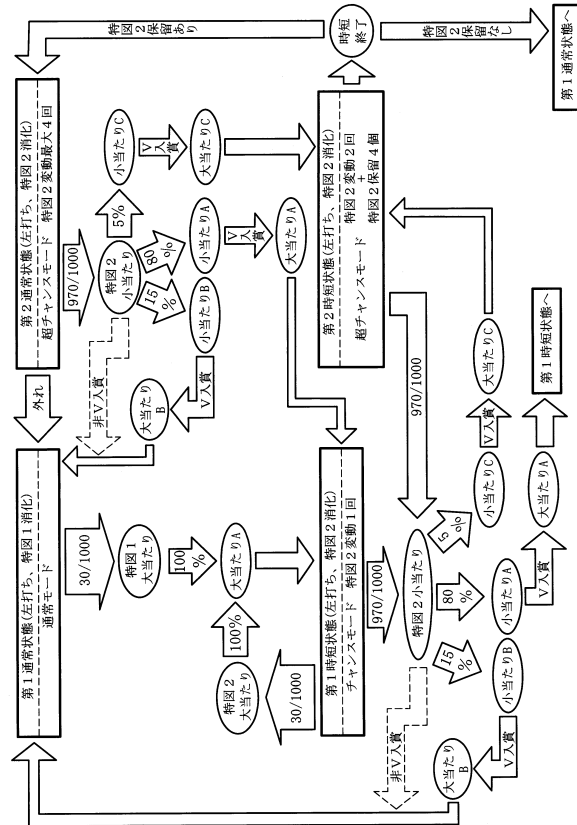 第1通常状態(左打ち、特図1消化)
通常モード
外れ
第2通常状態(左打ち、特図2消化)
超チャンスモード 特図2変動最大4回
特図2保留あり
30/1000
非V入賞
970/1000
特図1
大当たり
特図2
小当たり
5%
小当たりC
V入賞
大当たりC
15%
80%
100%
大当たりB
V入賞
小当たりB
小当たりA
V入賞
大当たりA
大当たりA
100%
特図2
大当たり
30/1000
時短
終了
特図2保留なし
第1通常状態へ
第1時短状態(左打ち、特図2消化)
チャンスモード 特図2変動1回
第2時短状態(左打ち、特図2消化)
超チャンスモード 特図2変動2回
+
特図2保留4個
970/1000
970/1000
非V入賞
特図2小当たり
15%
80%
5%
大当たりB
V入賞
小当たりB
小当たりA
V入賞
大当たりA
第1時短状態へ
小当たりC
V入賞
大当たりC